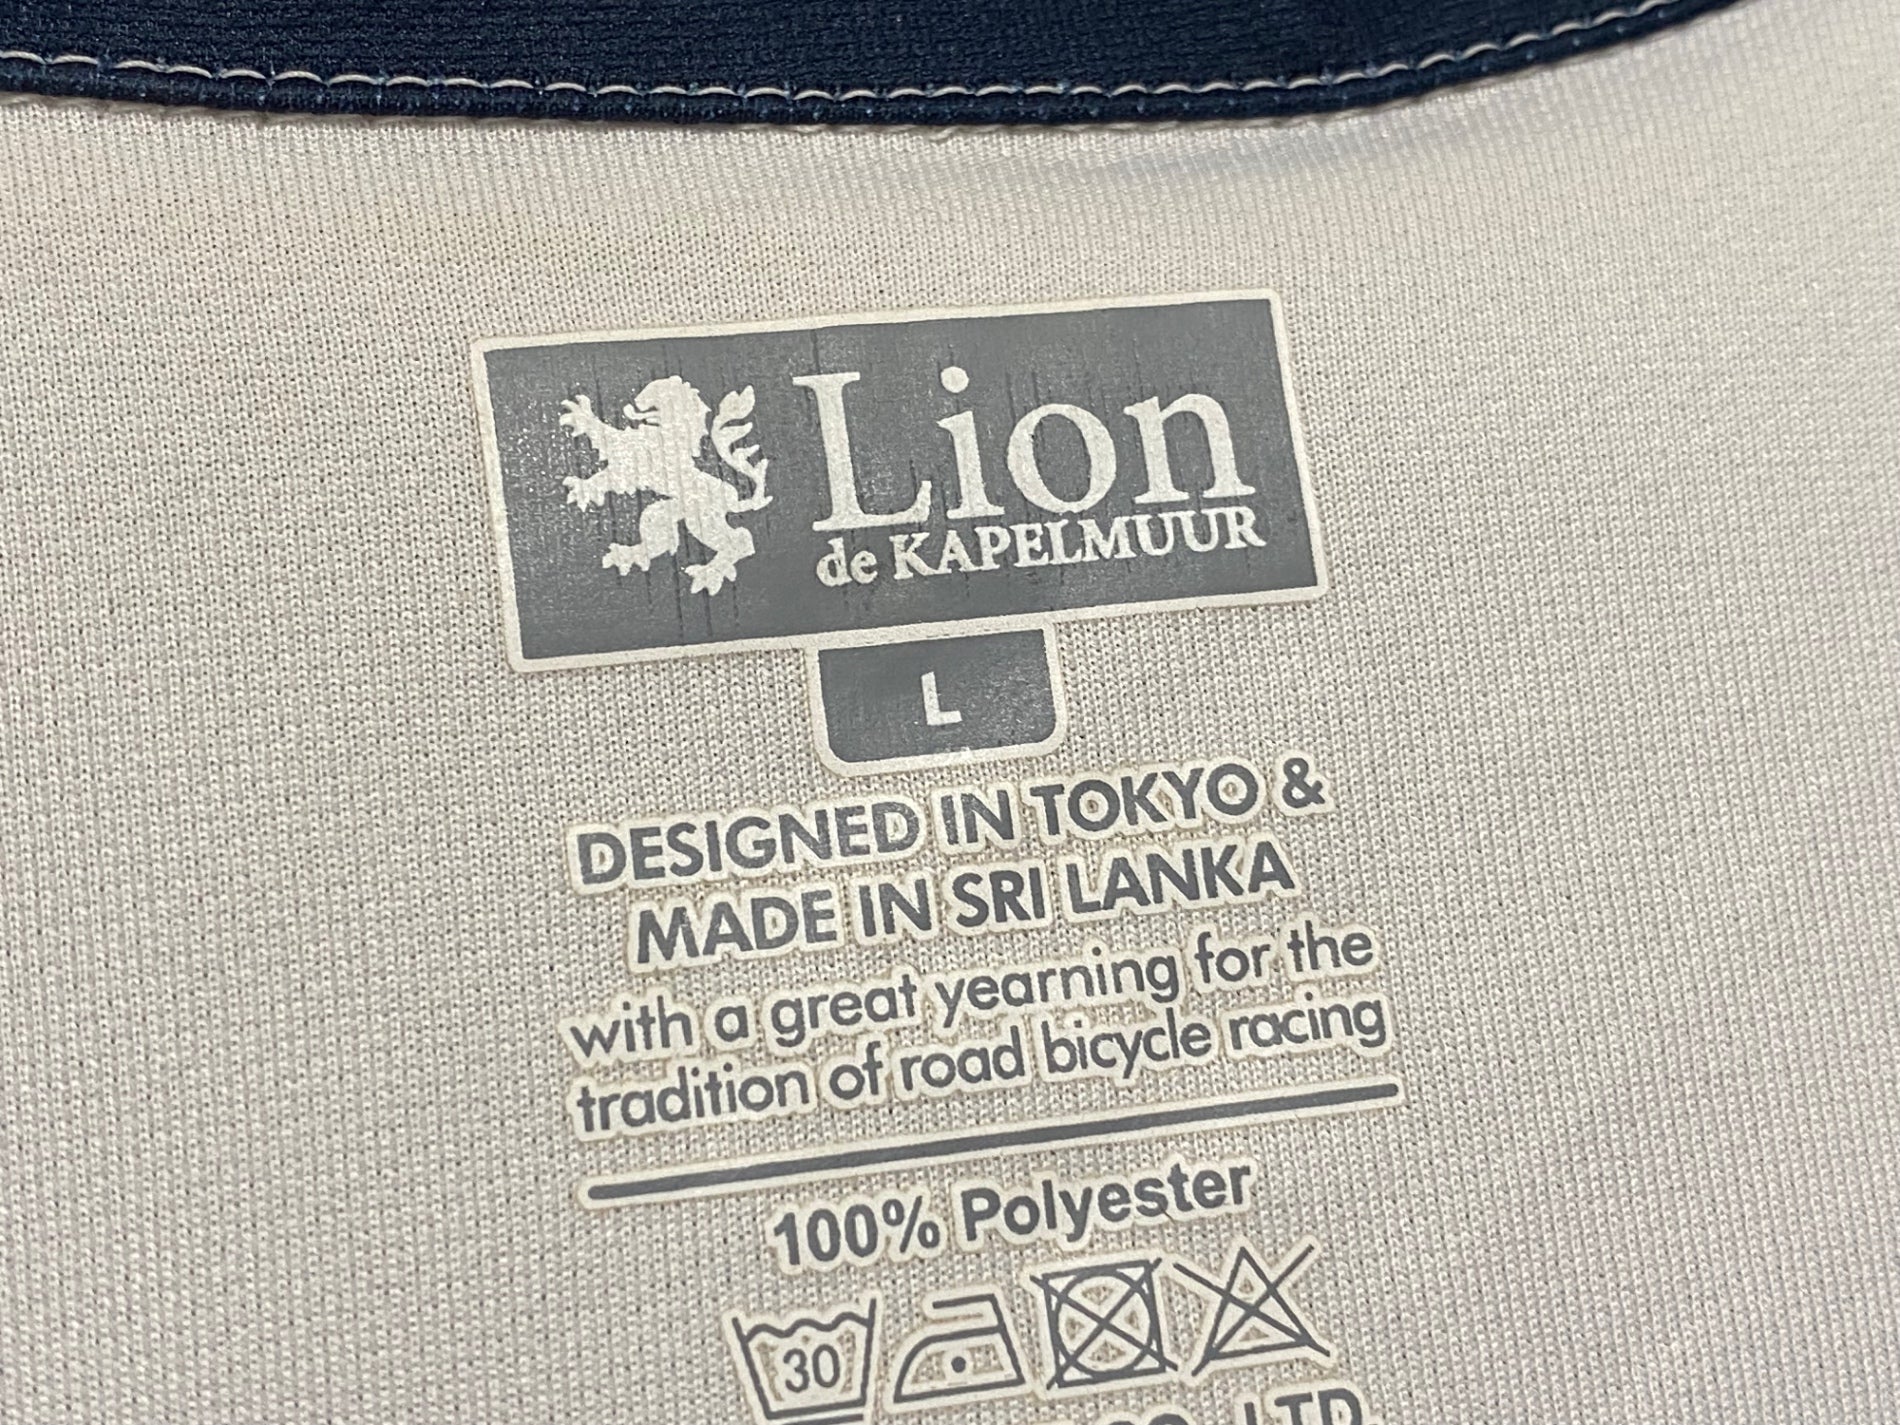 Lion
de KAPELMUUR
L
DESIGNED IN TOKYO &
MADE IN SRI LANKA
with a great yearning for the
tradition of road bicycle racing
100% Polyester
30
LTD.